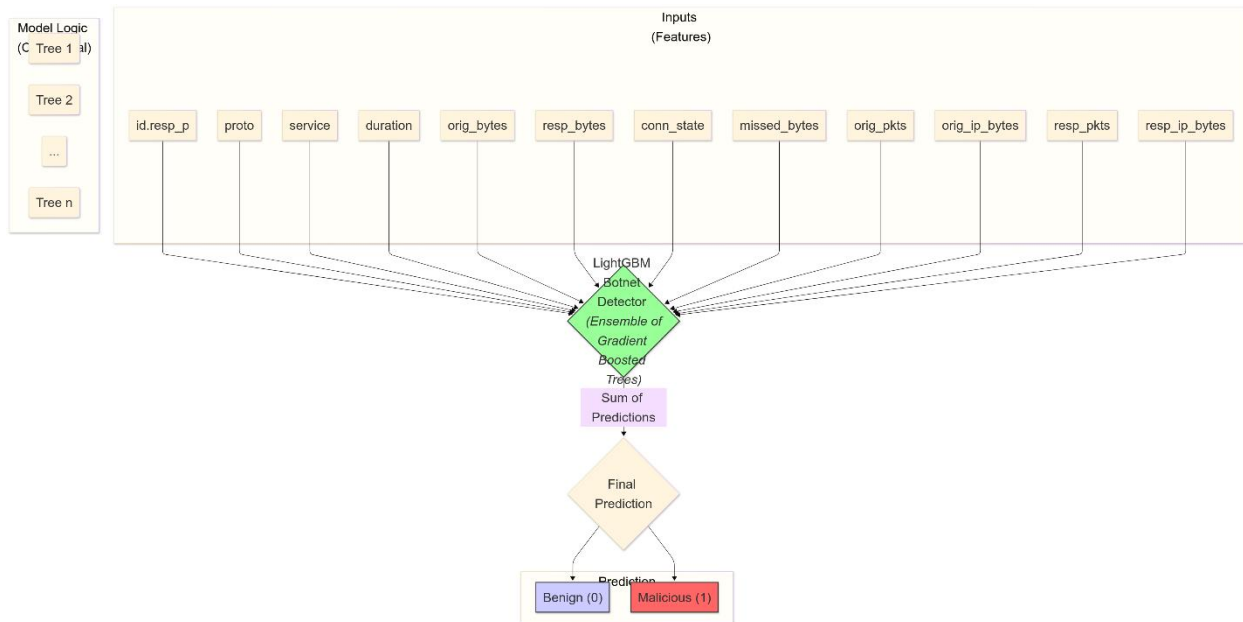 Model Logic
Tree 1
Tree 2
...
Tree n
Inputs
(Features)
id.resp_p
proto
service
duration
orig_bytes
resp_bytes
conn_state
missed_bytes
orig_pkts
orig_ip_bytes
resp_pkts
resp_ip_bytes
LightGBM
Botnet
Detector
(Ensemble of
Gradient
Boosted
Trees)
Sum of
Predictions
Final
Prediction
Prediction
Benign (0)
Malicious (1)